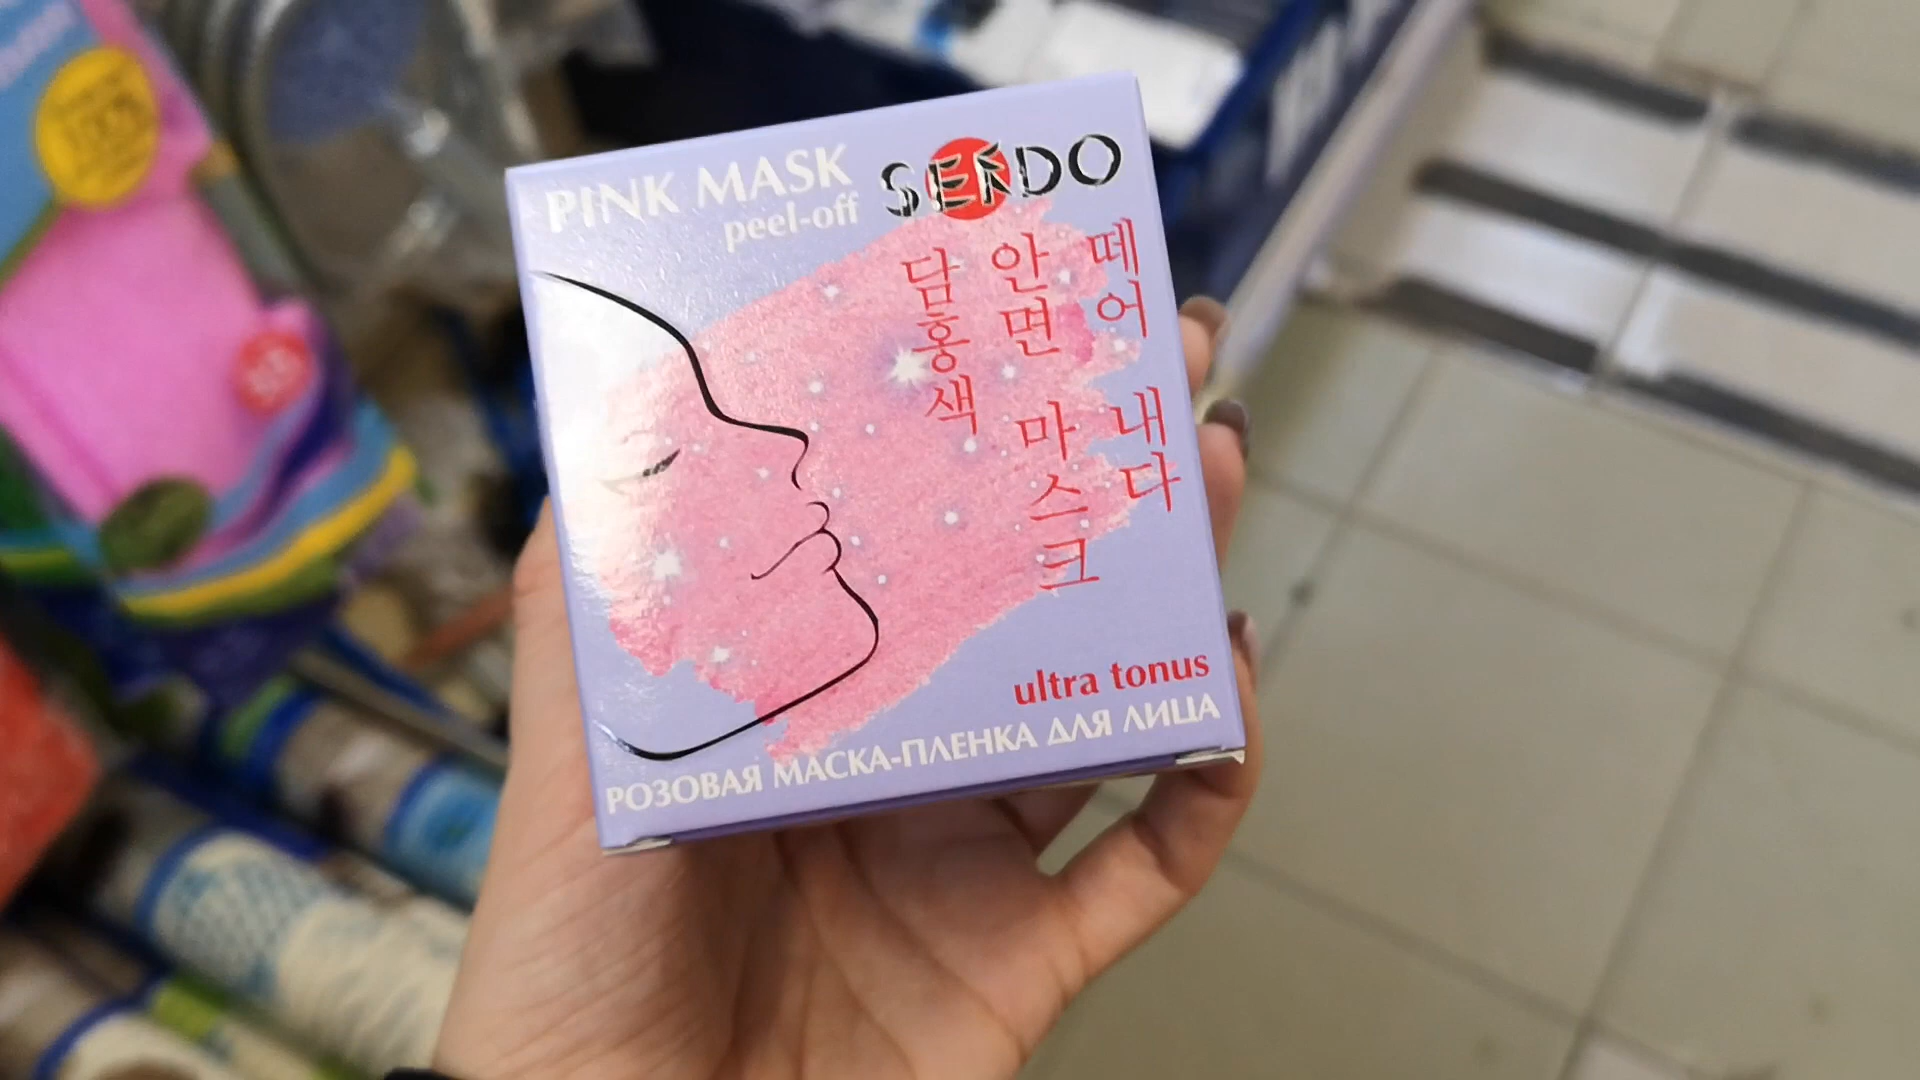 PINK MASK
peel-off
SENDO
떼어 내다
안면 마스크
담홍색
ultra tonus
РОЗОВАЯ МАСКА-ПЛЕНКА ДЛЯ ЛИЦА